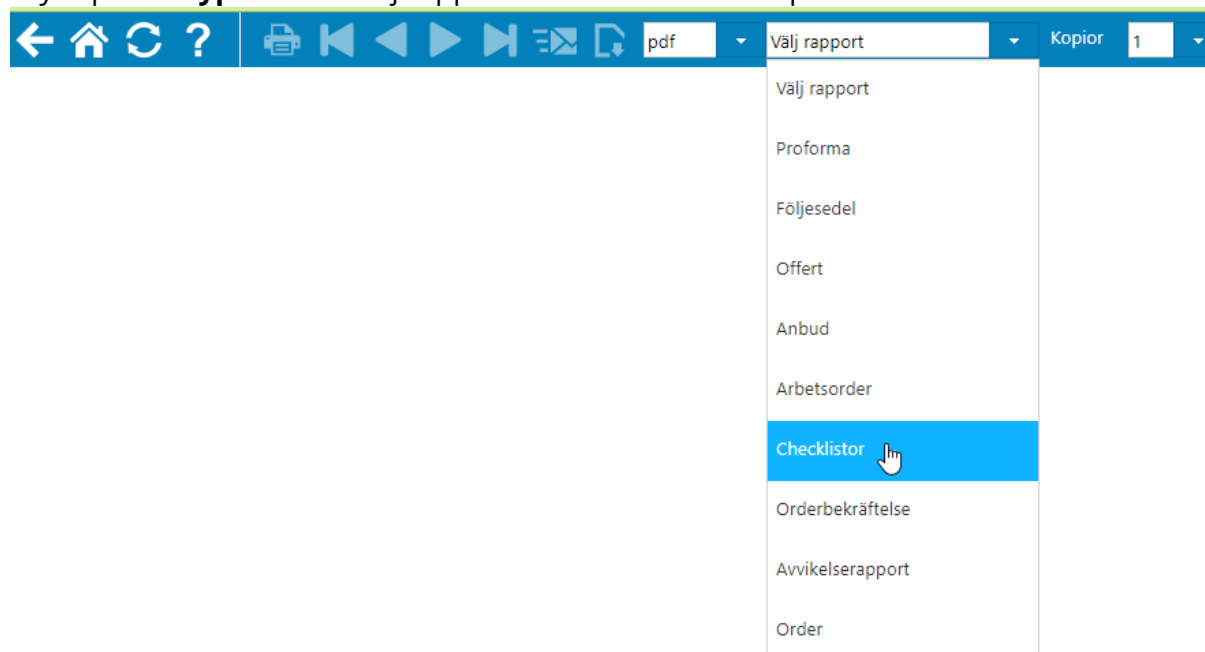 ? pdf Välj rapport Kopior 1
Välj rapport
Proforma
Följesedel
Offert
Anbud
Arbetsorder
Checklistor
Orderbekräftelse
Avvikelserapport
Order